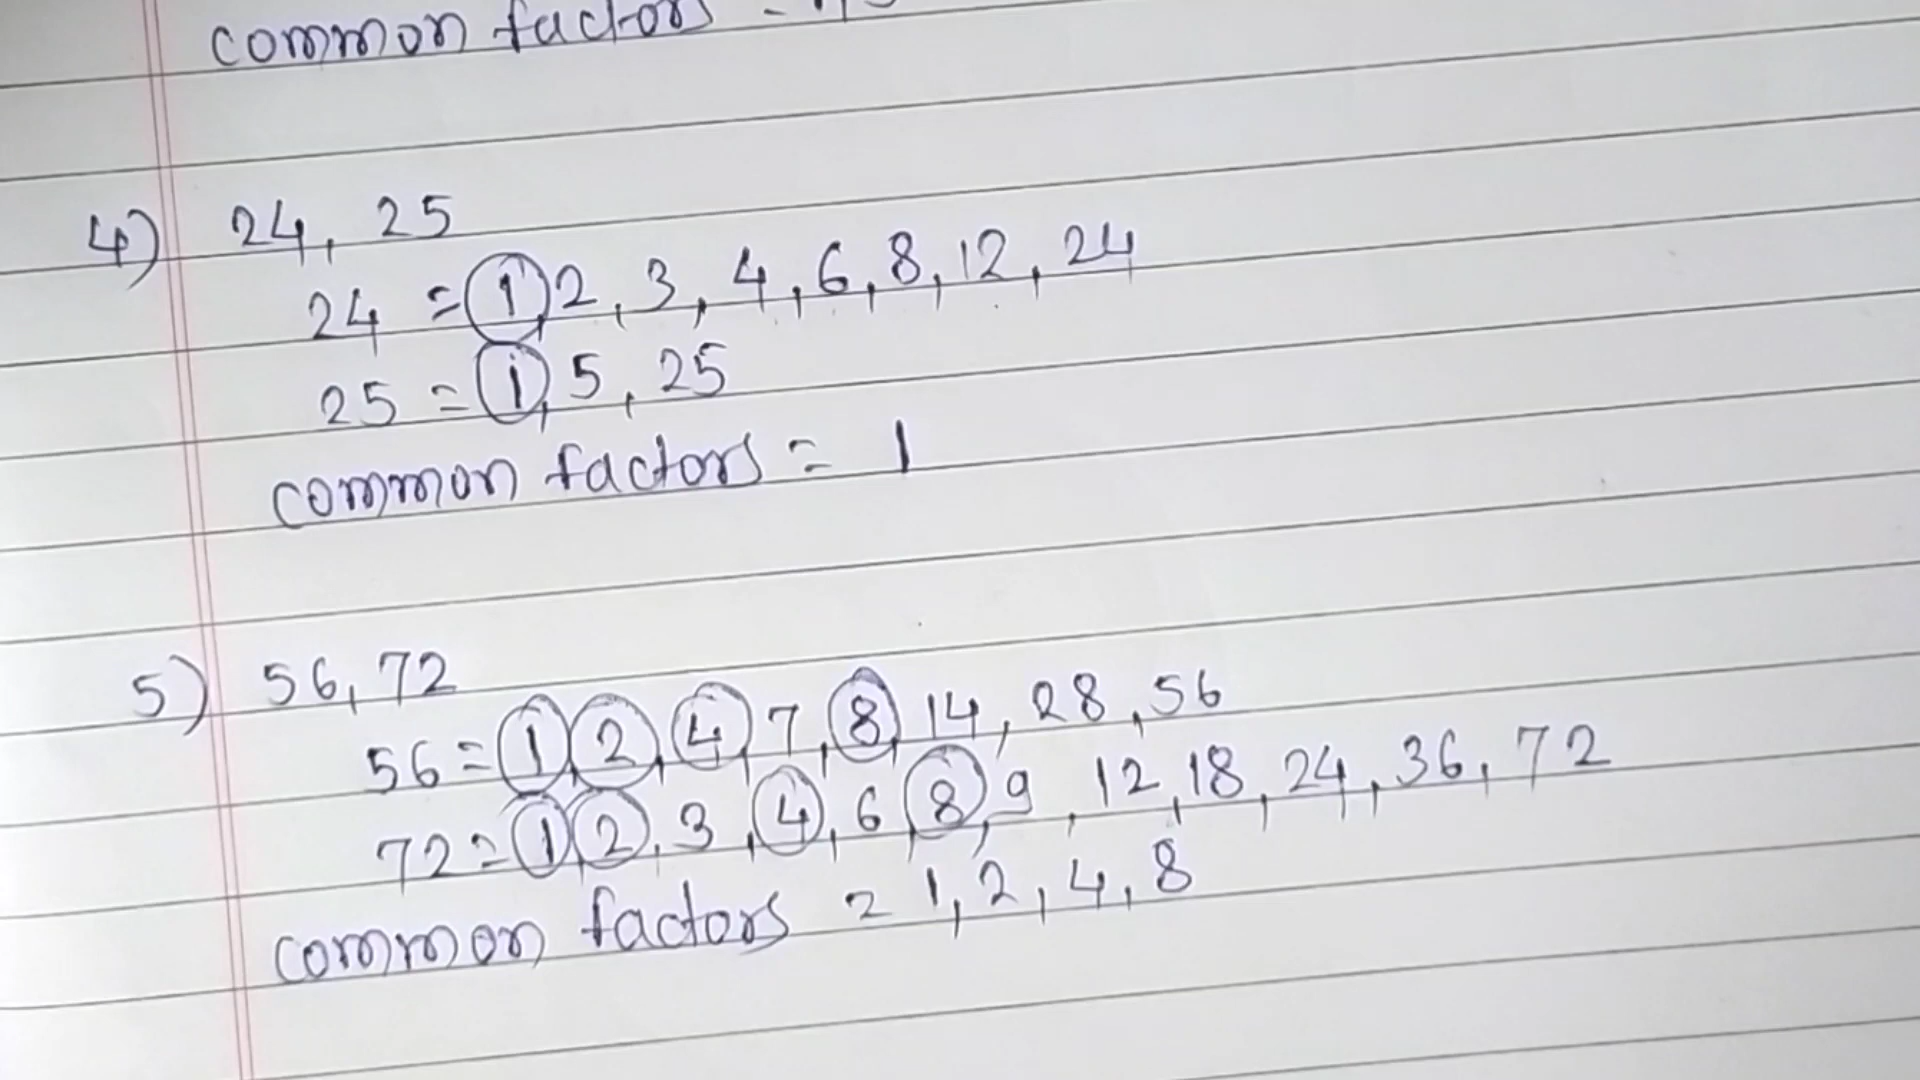 common factors =
4) 24, 25
24 = 1, 2, 3, 4, 6, 8, 12, 24
25 = 1, 5, 25
common factors = 1
5) 56, 72
56 = 1, 2, 4, 7, 8, 14, 28, 56
72 = 1, 2, 3, 4, 6, 8, 9, 12, 18, 24, 36, 72
common factors = 1, 2, 4, 8